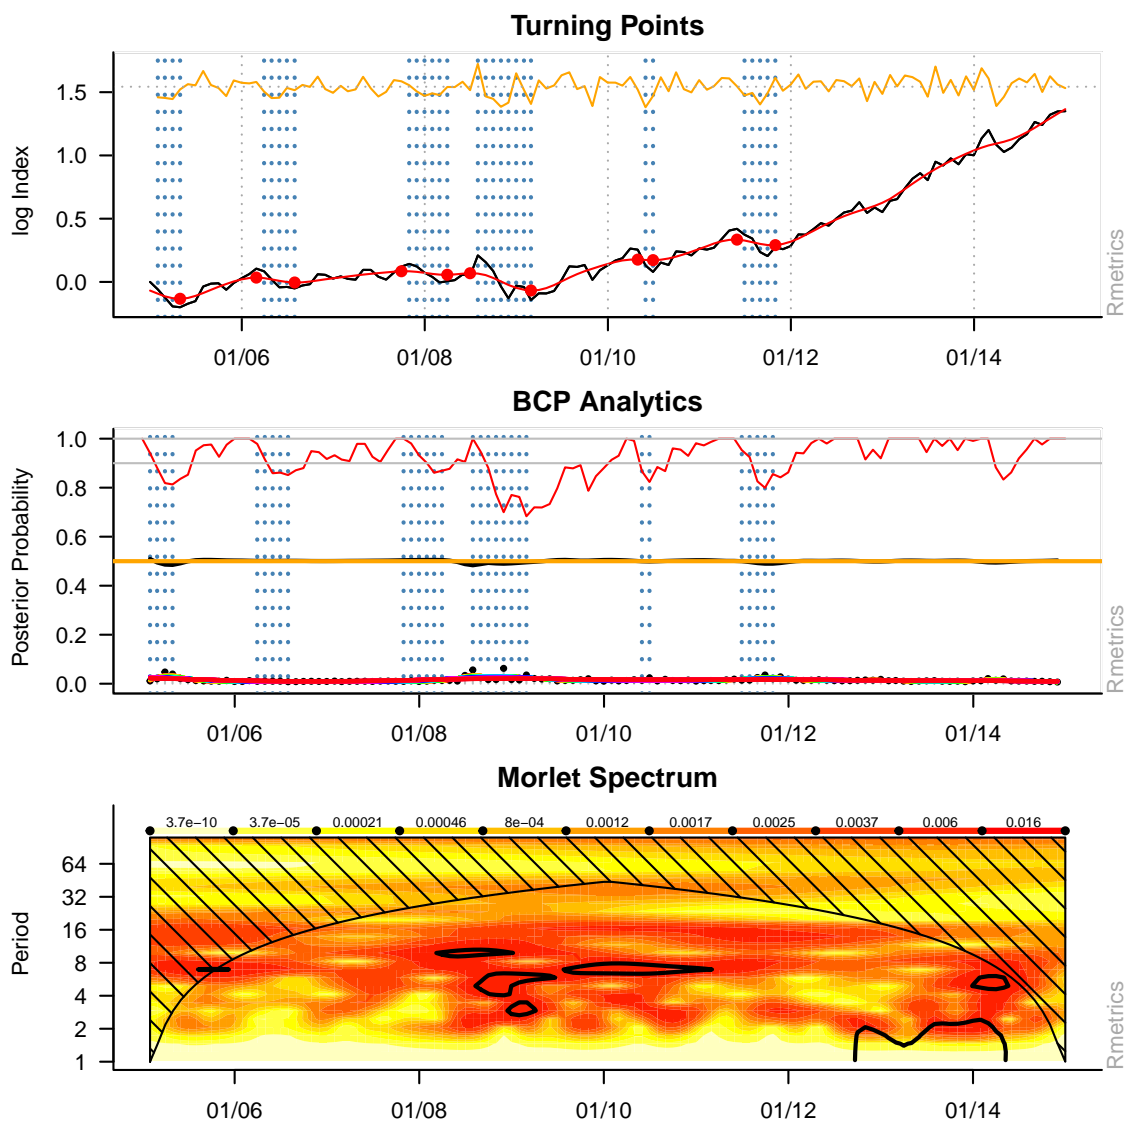 Turning Points
log Index
1.5
1.0
0.5
0.0
01/06 01/08 01/10 01/12 01/14
Rmetrics
BCP Analytics
Posterior Probability
1.0
0.8
0.6
0.4
0.2
0.0
01/06 01/08 01/10 01/12 01/14
Rmetrics
Morlet Spectrum
3.7e−10 3.7e−05 0.00021 0.00046 8e−04 0.0012 0.0017 0.0025 0.0037 0.006 0.016
Period
64
32
16
8
4
2
1
01/06 01/08 01/10 01/12 01/14
Rmetrics